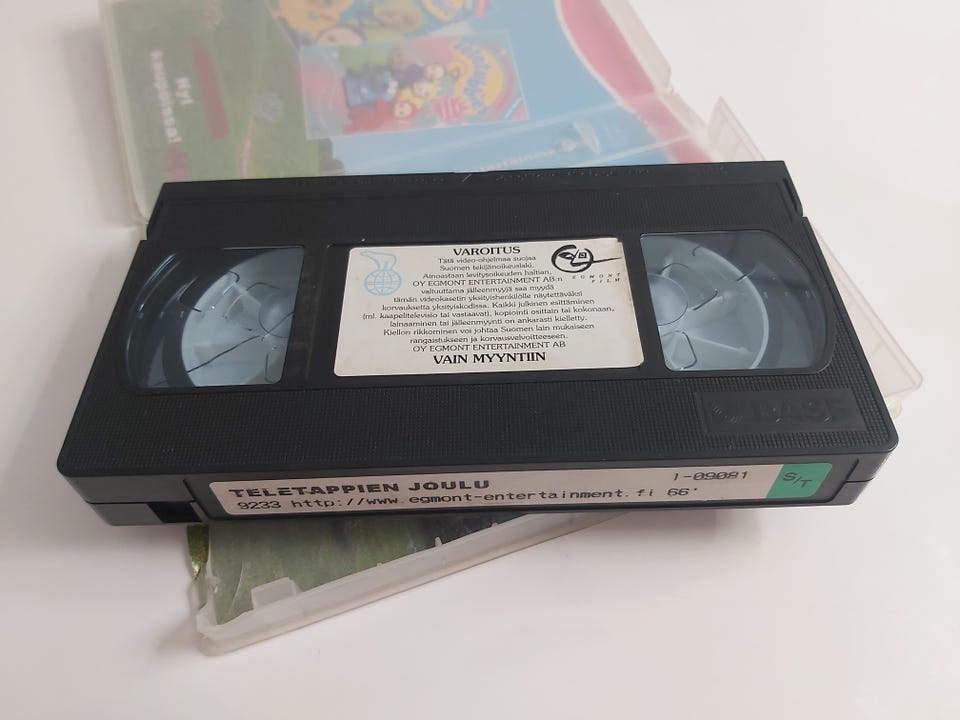 Nyt
kaupoissa!
VAROITUS
Tätä video-ohjelmaa suojaa
Suomen tekijänoikeuslaki.
Ainoastaan levitysoikeuden haltian,
OY EGMONT ENTERTAINMENT AB:n
valtuuttama jälleenmyyjä saa myydä
tämän videokasetin yksityishenkilölle näytettäväksi
korvauksetta yksityiskodissa. Kaikki julkinen esittäminen
(ml. kaapelitelevisio tai vastaavat), kopiointi osittain tai kokonaan,
lainaaminen tai jälleenmyynti on ankarasti kielletty.
Kiellon rikkominen voi johtaa Suomen lain mukaiseen
rangaistukseen ja korvausvelvoitteeseen.
OY EGMONT ENTERTAINMENT AB
VAIN MYYNTIIN
EGMONT
FILM
BASF
TELETAPPIEN JOULU
I-09081
9233 http://www.egmont-entertainment.fi 66'
S/T